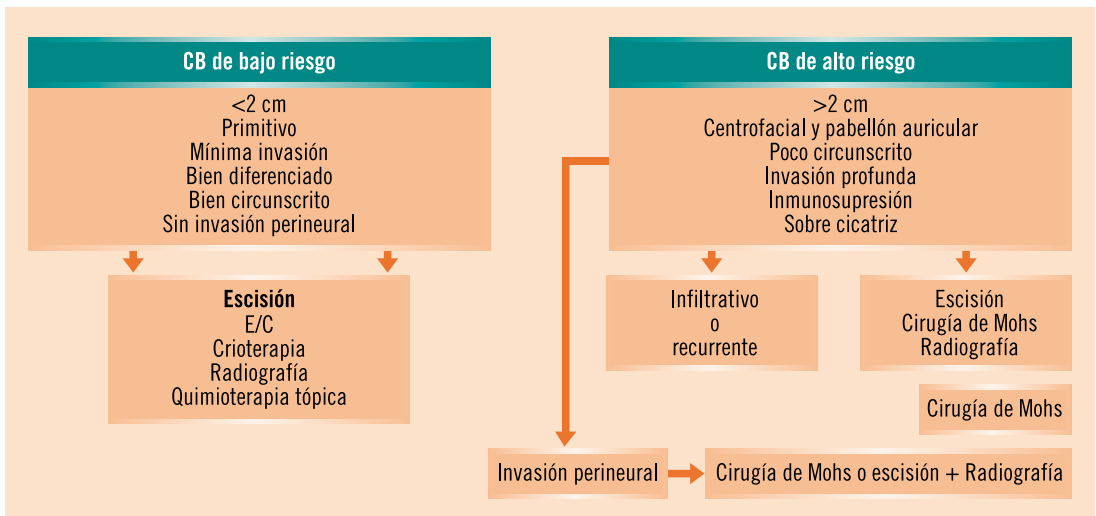 CB de bajo riesgo
<2 cm
Primitivo
Mínima invasión
Bien diferenciado
Bien circunscrito
Sin invasión perineural
Escisión
E/C
Crioterapia
Radiografía
Quimioterapia tópica
CB de alto riesgo
>2 cm
Centrofacial y pabellón auricular
Poco circunscrito
Invasión profunda
Inmunosupresión
Sobre cicatriz
Infiltrativo
o
recurrente
Escisión
Cirugía de Mohs
Radiografía
Cirugía de Mohs
Invasión perineural
Cirugía de Mohs o escisión + Radiografía